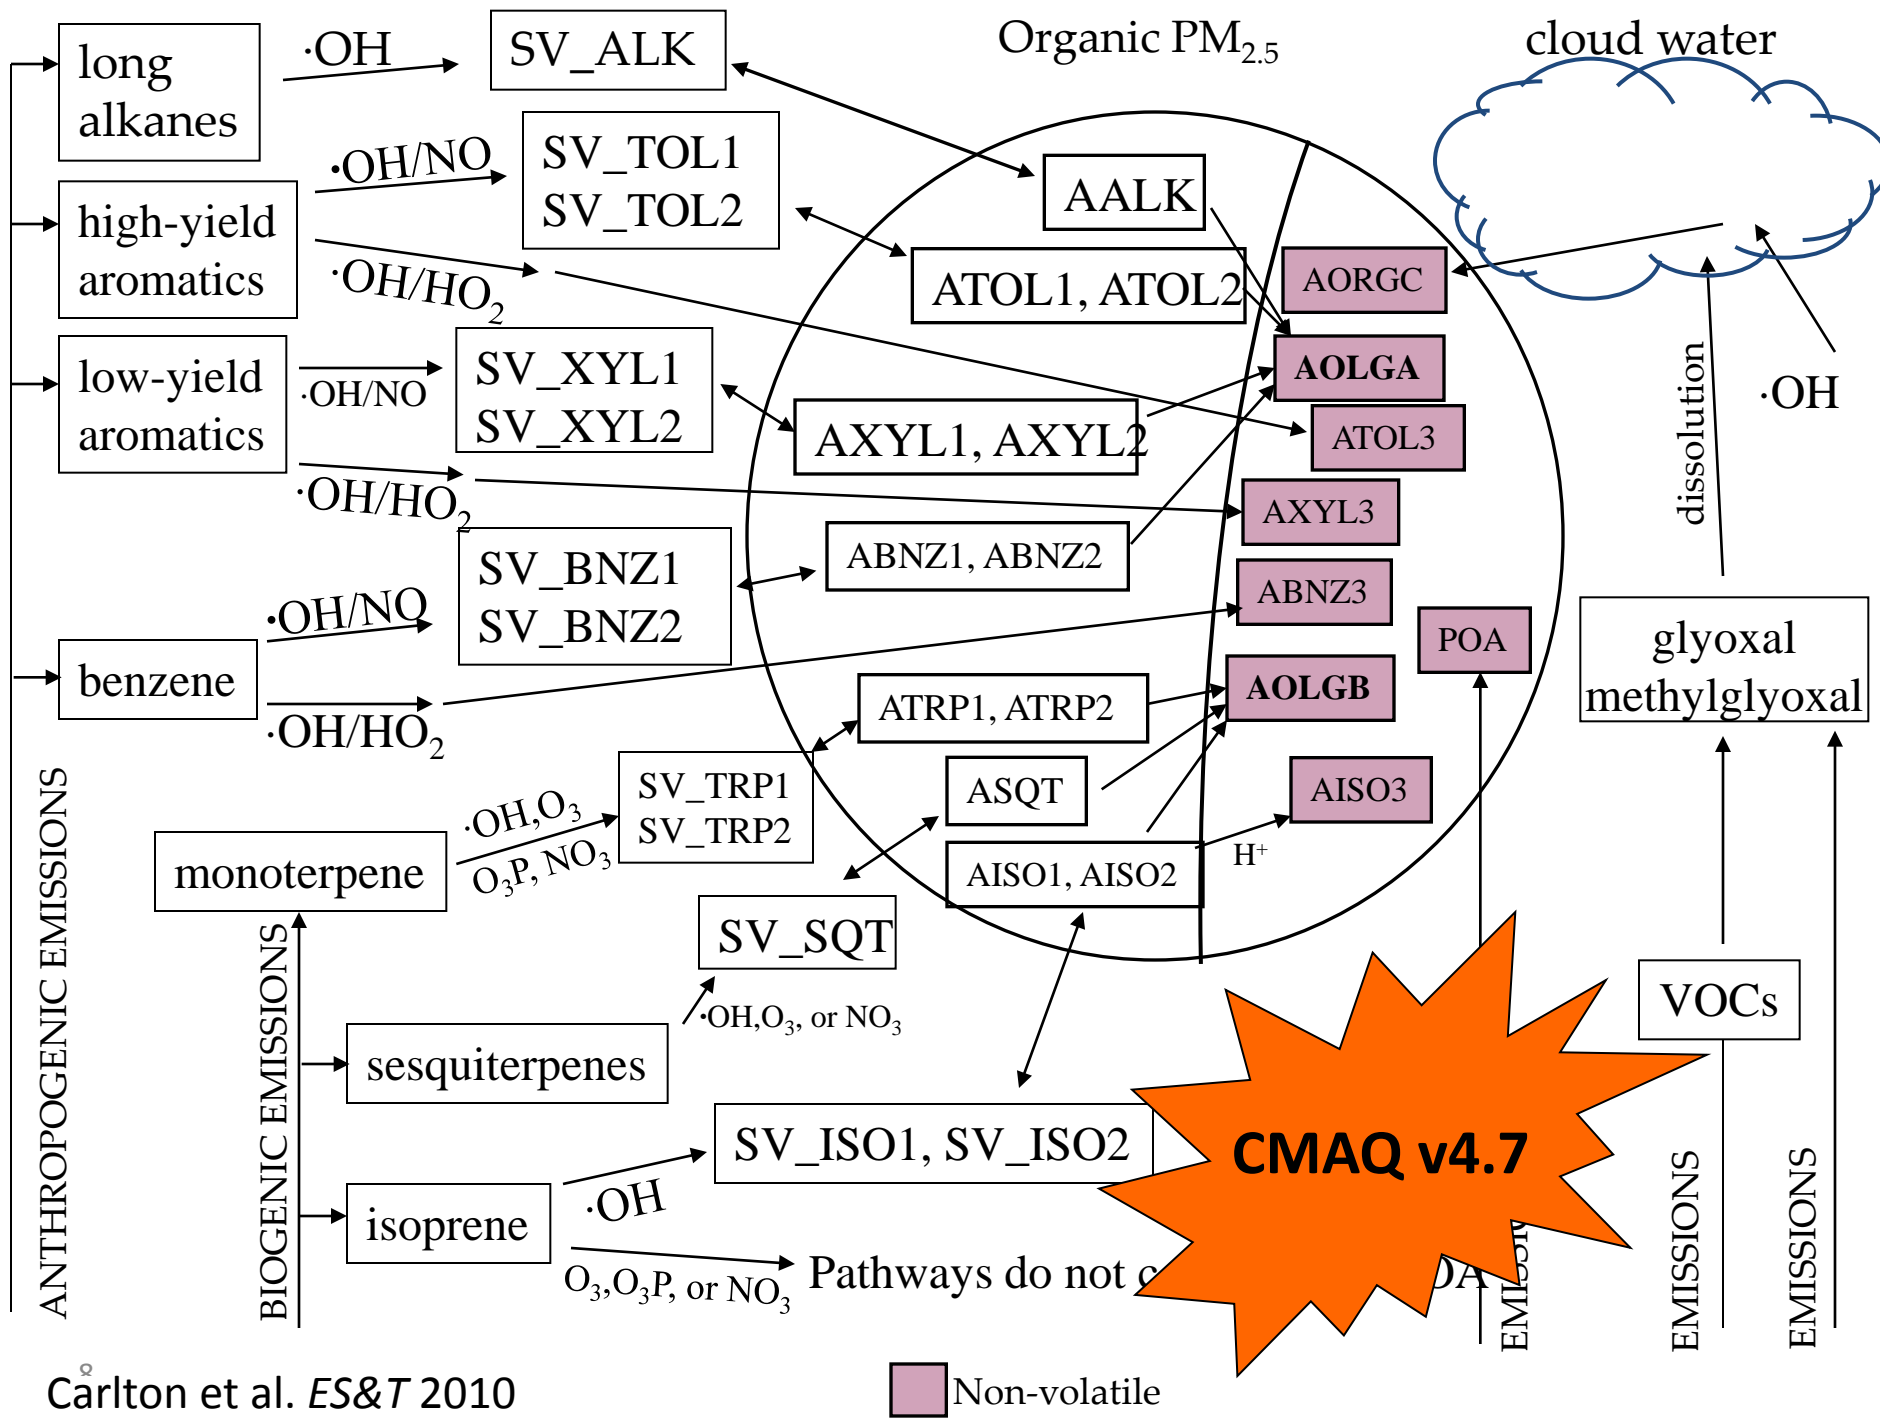 Organic PM2.5
cloud water
long
alkanes
·OH
SV_ALK
·OH/NO
SV_TOL1
SV_TOL2
AALK
high-yield
aromatics
·OH/HO2
ATOL1, ATOL2
AORGC
low-yield
aromatics
·OH/NO
SV_XYL1
SV_XYL2
AOLGA
·OH
AXYL1, AXYL2
ATOL3
dissolution
·OH/HO2
AXYL3
SV_BNZ1
SV_BNZ2
ABNZ1, ABNZ2
·OH/NO
ABNZ3
POA
glyoxal
methylglyoxal
benzene
·OH/HO2
ATRP1, ATRP2
AOLGB
ANTHROPOGENIC EMISSIONS
SV_TRP1
SV_TRP2
ASQT
AISO3
monoterpene
·OH,O3
O3P, NO3
AISO1, AISO2
H+
BIOGENIC EMISSIONS
SV_SQT
·OH,O3, or NO3
VOCs
sesquiterpenes
SV_ISO1, SV_ISO2
CMAQ v4.7
isoprene
·OH
O3,O3P, or NO3
Pathways do not
EMISSIONS
EMISSIONS
8
Carlton et al. ES&T 2010
Non-volatile